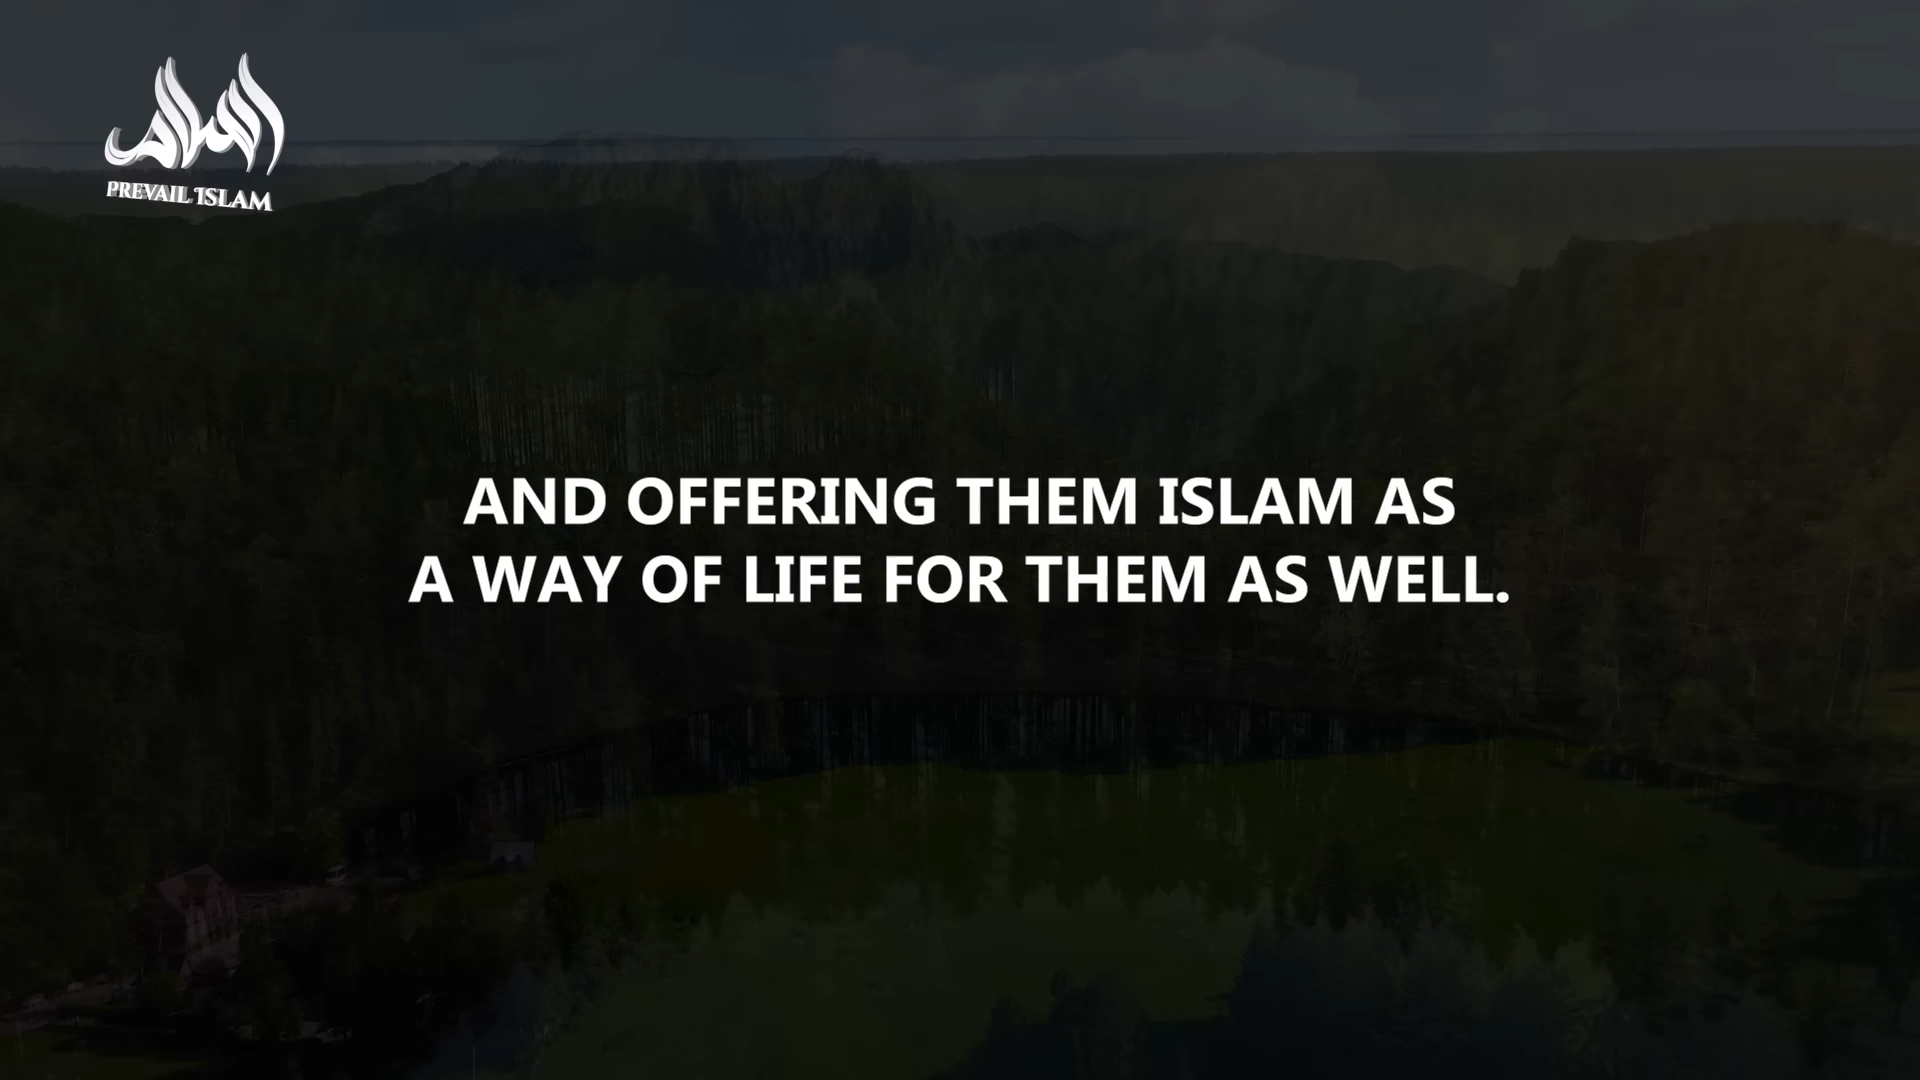 PREVAIL ISLAM
AND OFFERING THEM ISLAM AS
A WAY OF LIFE FOR THEM AS WELL.